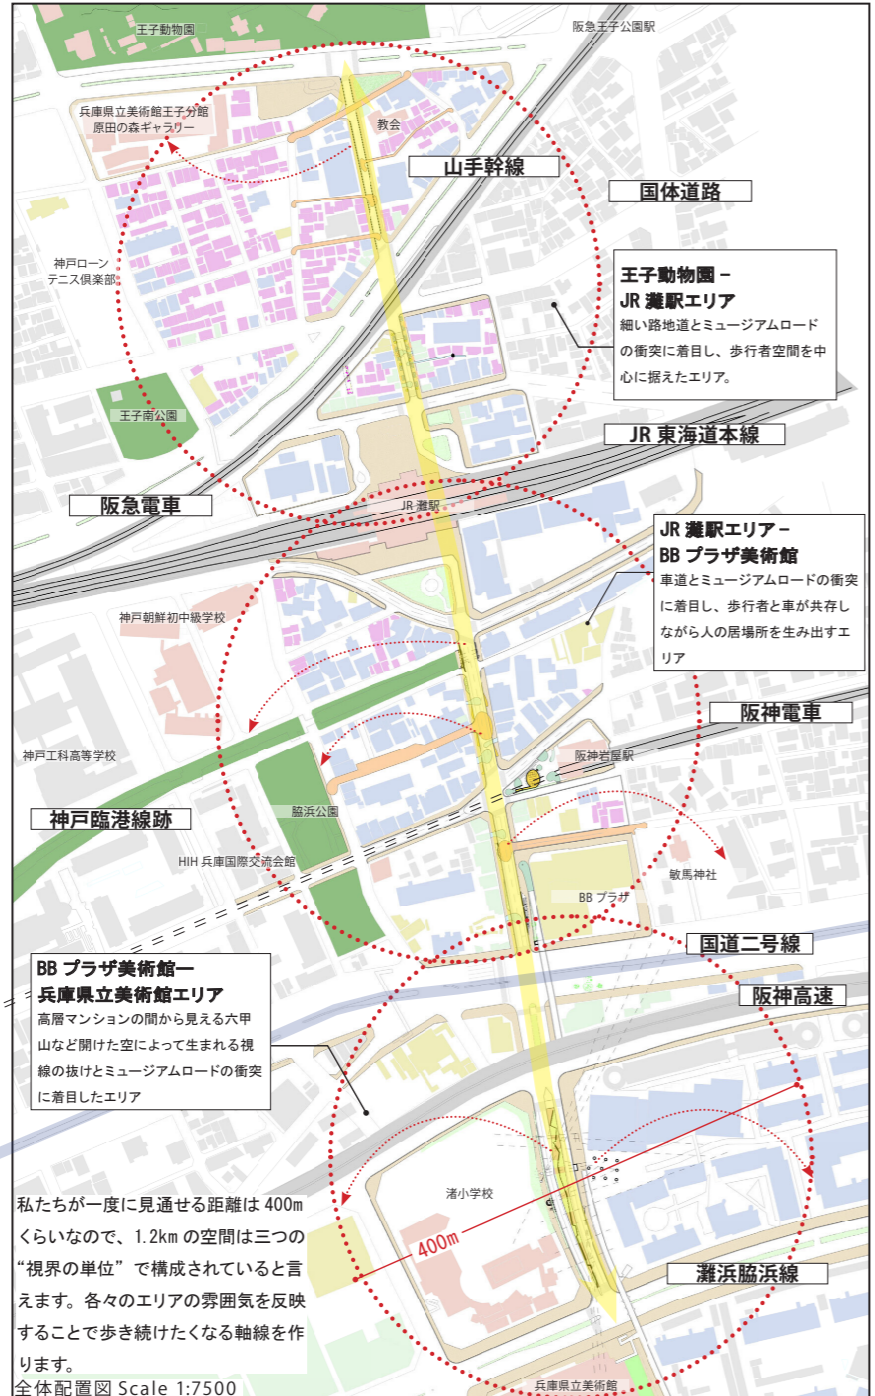 王子動物園
阪急王子公園駅
兵庫県立美術館王子分館
原田の森ギャラリー
教会
山手幹線
国体道路
神戸ローン
テニス倶楽部
王子動物園 −
JR 灘駅エリア
細い路地道とミュージアムロード
の衝突に着目し、歩行者空間を中
心に据えたエリア。
王子南公園
JR 東海道本線
阪急電車
JR 灘駅
JR 灘駅エリア −
BB プラザ美術館
車道とミュージアムロードの衝突
に着目し、歩行者と車が共存し
ながら人の居場所を生み出すエ
リア
神戸朝鮮初中級学校
阪神電車
神戸工科高等学校
阪神岩屋駅
神戸臨港線跡
脇浜公園
HIH 兵庫国際交流会館
敏馬神社
BB プラザ
国道二号線
BB プラザ美術館―
兵庫県立美術館エリア
高層マンションの間から見える六甲
山など開けた空によって生まれる視
線の抜けとミュージアムロードの衝突
に着目したエリア
阪神高速
渚小学校
400m
私たちが一度に見通せる距離は 400m
くらいなので、1.2km の空間は三つの
“視界の単位” で構成されていると言
えます。各々のエリアの雰囲気を反映
することで歩き続けたくなる軸線を作
ります。
灘浜脇浜線
全体配置図 Scale 1:7500
兵庫県立美術館